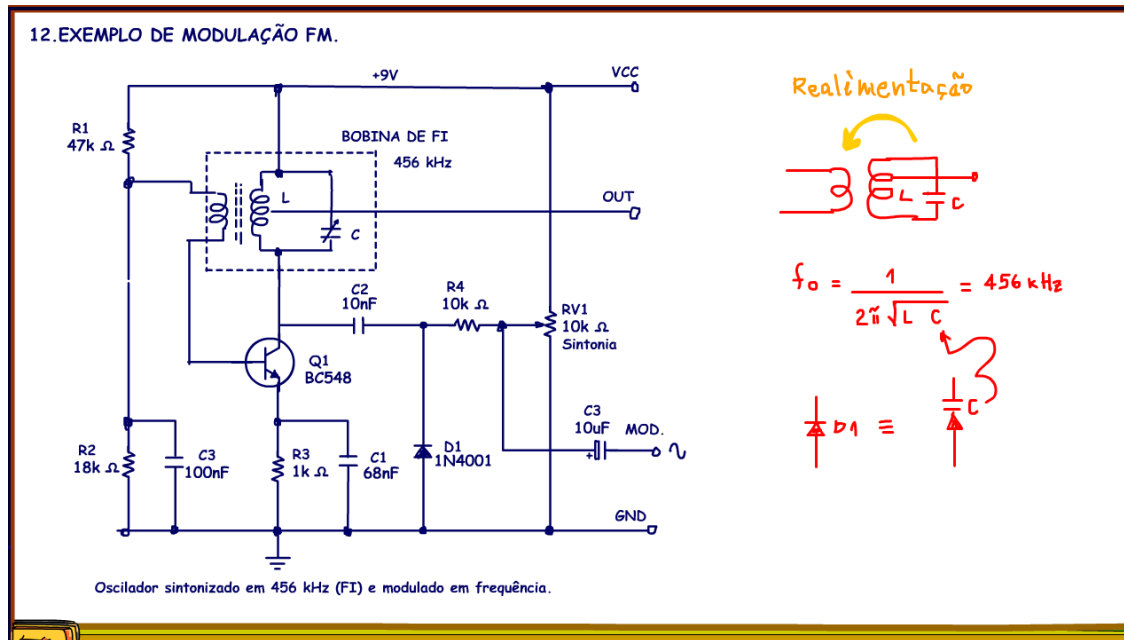 12.EXEMPLO DE MODULAÇÃO FM.
+9V
VCC
R1
47k Ω
BOBINA DE FI
456 kHz
L
C
OUT
C2
10nF
R4
10k Ω
RV1
10k Ω
Sintonia
Q1
BC548
R2
18k Ω
C3
100nF
R3
1k Ω
C1
68nF
D1
1N4001
C3
10uF
+
MOD.
GND
Oscilador sintonizado em 456 kHz (FI) e modulado em frequência.
Realimentação
L
C
fo = 1 / 2π√L C = 456 kHz
D1 ≡
C